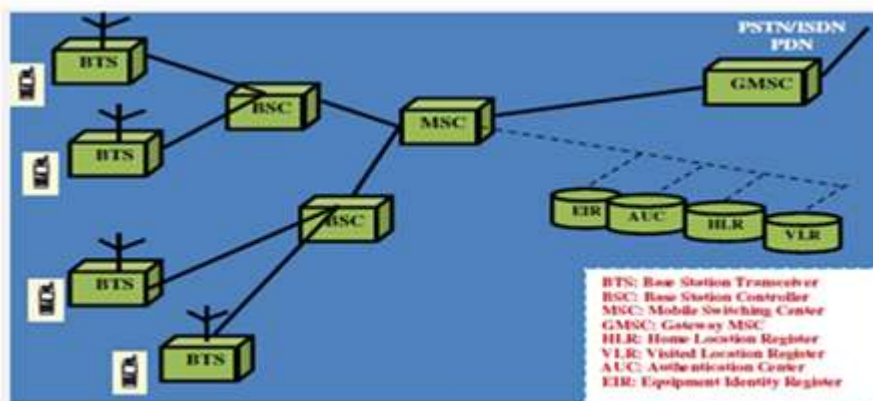 PSTN/ISDN
PDN
BTS
BSC
MSC
GMSC
BTS
EIR
AUC
HLR
VLR
BSC
BTS
BTS
BTS: Base Station Transceiver
BSC: Base Station Controller
MSC: Mobile Switching Center
GMSC: Gateway MSC
HLR: Home Location Register
VLR: Visited Location Register
AUC: Authentication Center
EIR: Equipment Identity Register